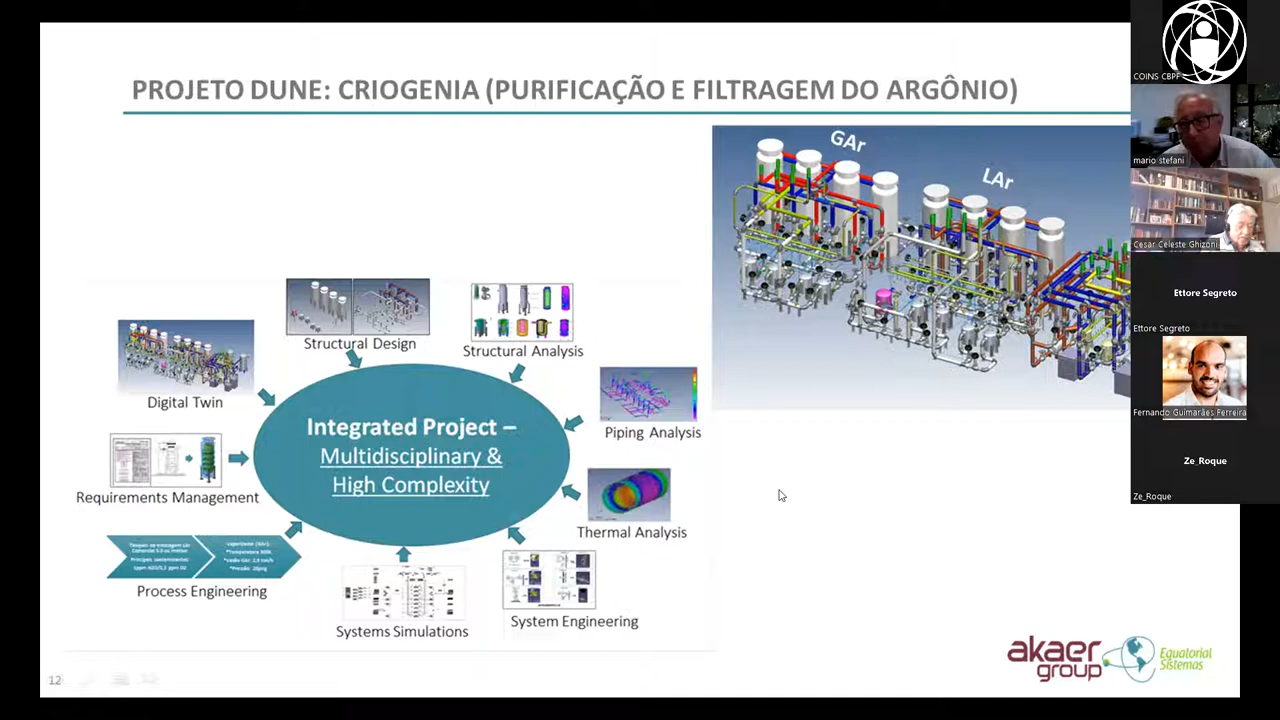 PROJETO DUNE: CRIOGENIA (PURIFICAÇÃO E FILTRAGEM DO ARGÔNIO)
GAr
LAr
Structural Design
Structural Analysis
Digital Twin
Piping Analysis
Integrated Project –
Multidisciplinary &
High Complexity
Requirements Management
Thermal Analysis
Process Engineering
System Engineering
Systems Simulations
12
akaer
group
Equatorial
Sistemas
COINS CBPF
mario stefani
Cesar Celeste Ghizoni
Ettore Segreto
Ettore Segreto
Fernando Guimarães Ferreira
Ze_Roque
Ze_Roque